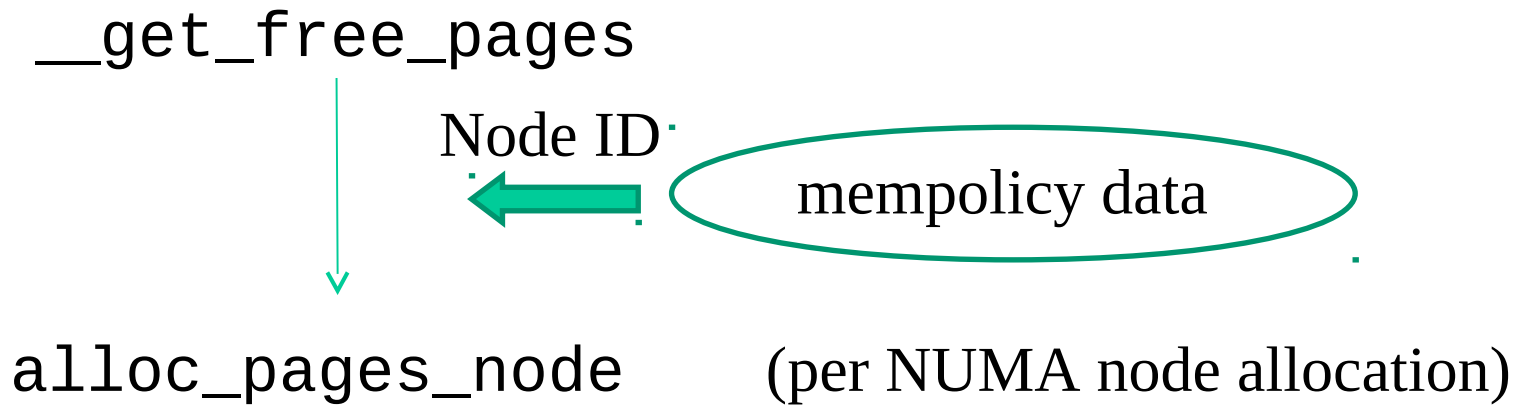 __get_free_pages
Node ID
mempolicy data
alloc_pages_node (per NUMA node allocation)